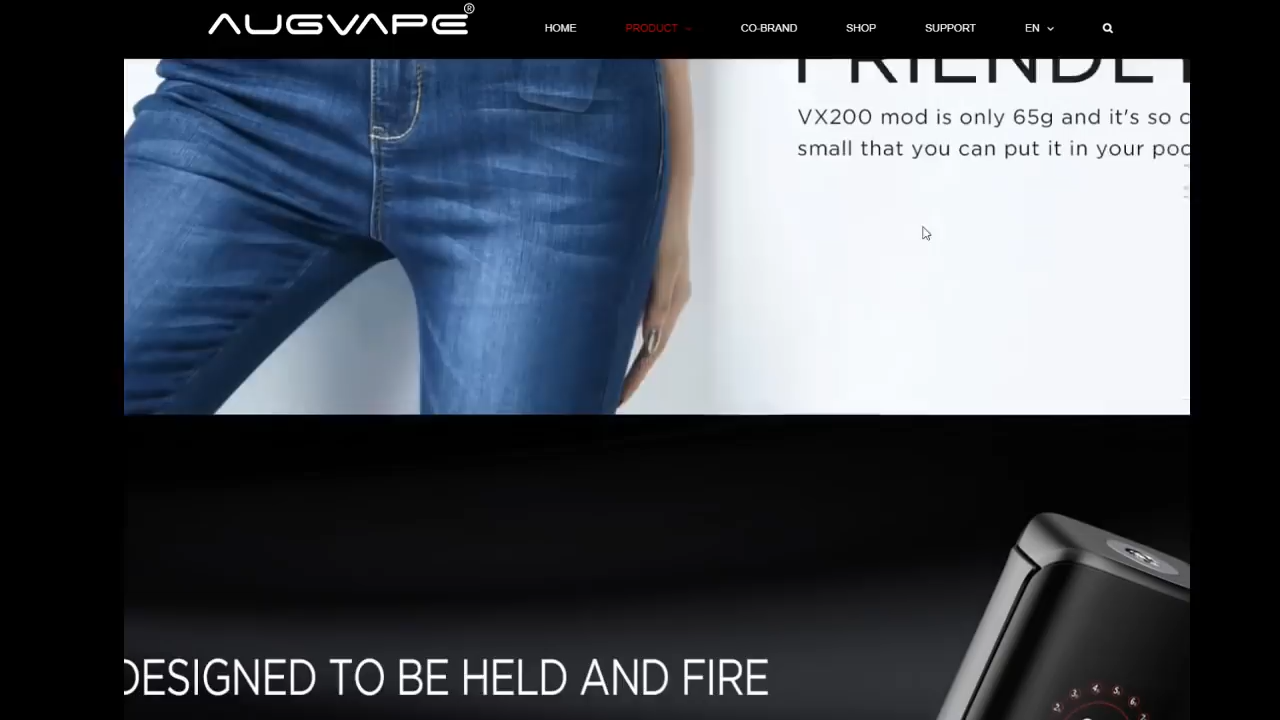 AUGVAPE®
HOME
PRODUCT
CO-BRAND
SHOP
SUPPORT
EN
VX200 mod is only 65g and it's so c
small that you can put it in your poc
DESIGNED TO BE HELD AND FIRE